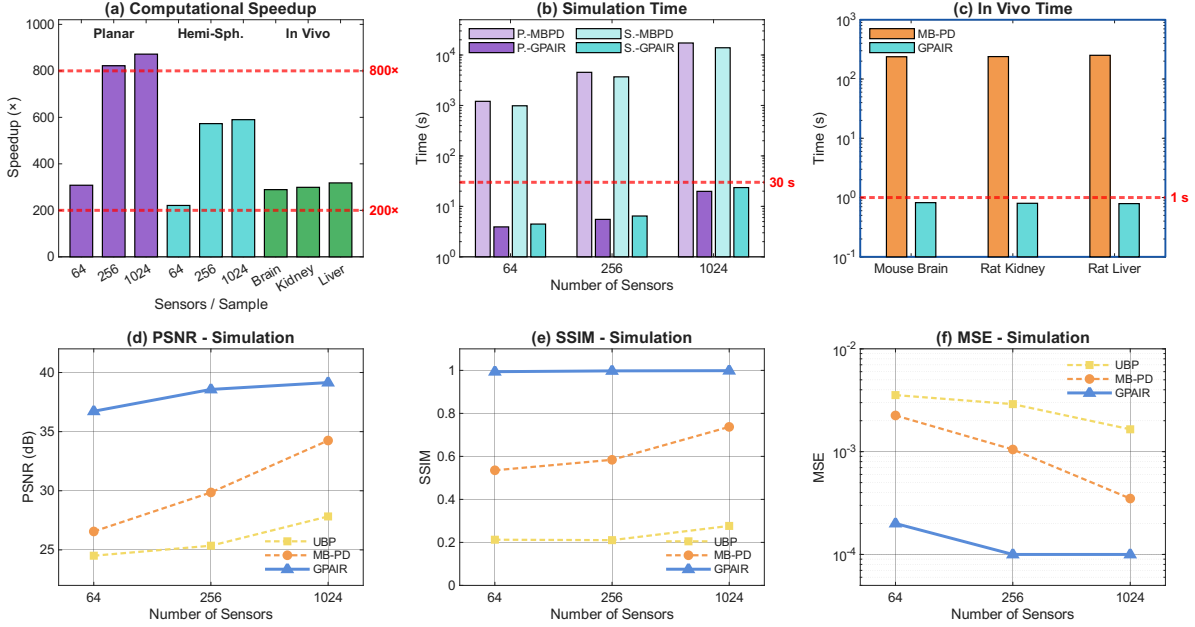 (a) Computational Speedup
1000
800
600
400
200
0
Speedup (×)
Planar
Hemi-Sph.
In Vivo
800×
200×
64
256
1024
64
256
1024
Brain
Kidney
Liver
Sensors / Sample
(b) Simulation Time
P.-MBPD
S.-MBPD
P.-GPAIR
S.-GPAIR
10^4
10^3
10^2
10^1
10^0
Time (s)
30 s
64
256
1024
Number of Sensors
(c) In Vivo Time
MB-PD
GPAIR
10^3
10^2
10^1
10^0
10^-1
Time (s)
1 s
Mouse Brain
Rat Kidney
Rat Liver
(d) PSNR - Simulation
40
35
30
25
PSNR (dB)
UBP
MB-PD
GPAIR
64
256
1024
Number of Sensors
(e) SSIM - Simulation
1
0.8
0.6
0.4
0.2
0
SSIM
UBP
MB-PD
GPAIR
64
256
1024
Number of Sensors
(f) MSE - Simulation
10^-2
10^-3
10^-4
MSE
UBP
MB-PD
GPAIR
64
256
1024
Number of Sensors